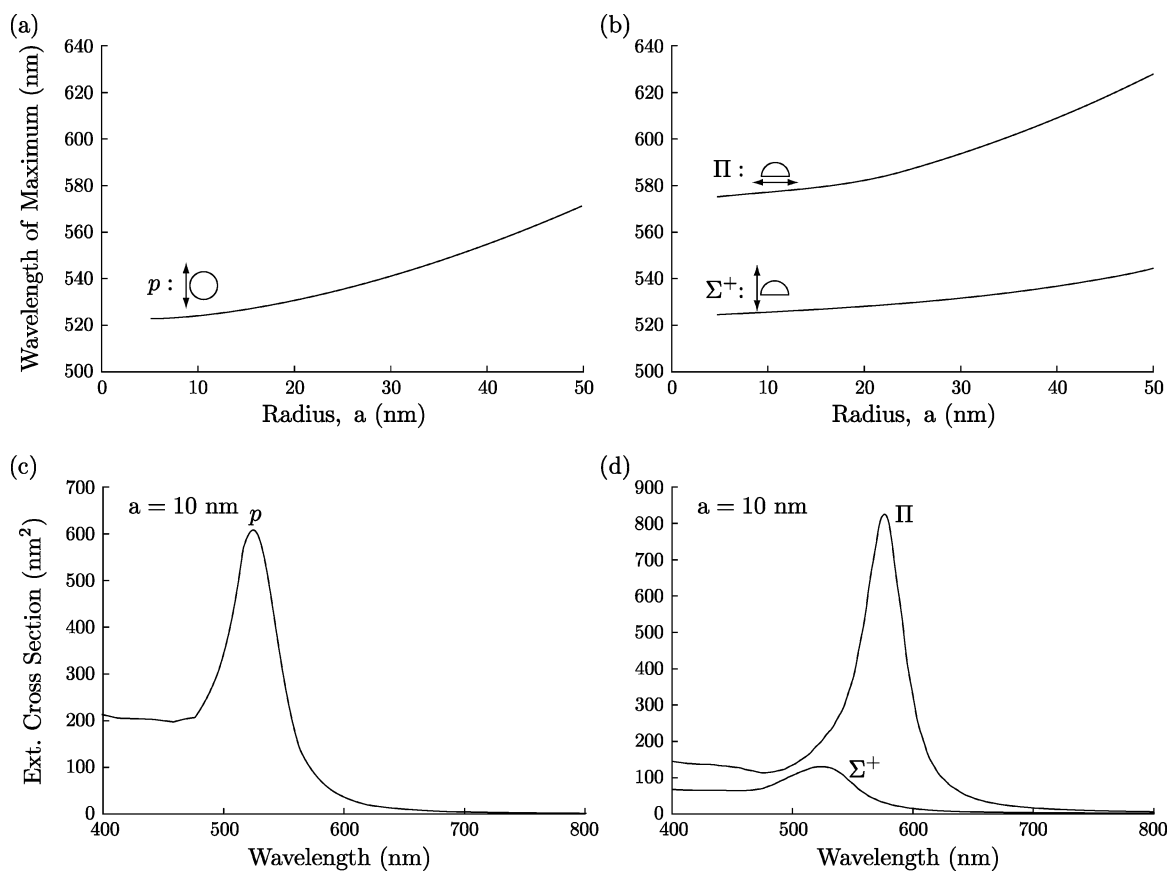 (a)
Wavelength of Maximum (nm)
640
620
600
580
560
540
520
500
p :
0 10 20 30 40 50
Radius, a (nm)
(b)
640
620
600
580
560
540
520
500
Π :
Σ⁺:
0 10 20 30 40 50
Radius, a (nm)
(c)
Ext. Cross Section (nm²)
700
600
500
400
300
200
100
0
a = 10 nm
p
400 500 600 700 800
Wavelength (nm)
(d)
900
800
700
600
500
400
300
200
100
0
a = 10 nm
Π
Σ⁺
400 500 600 700 800
Wavelength (nm)